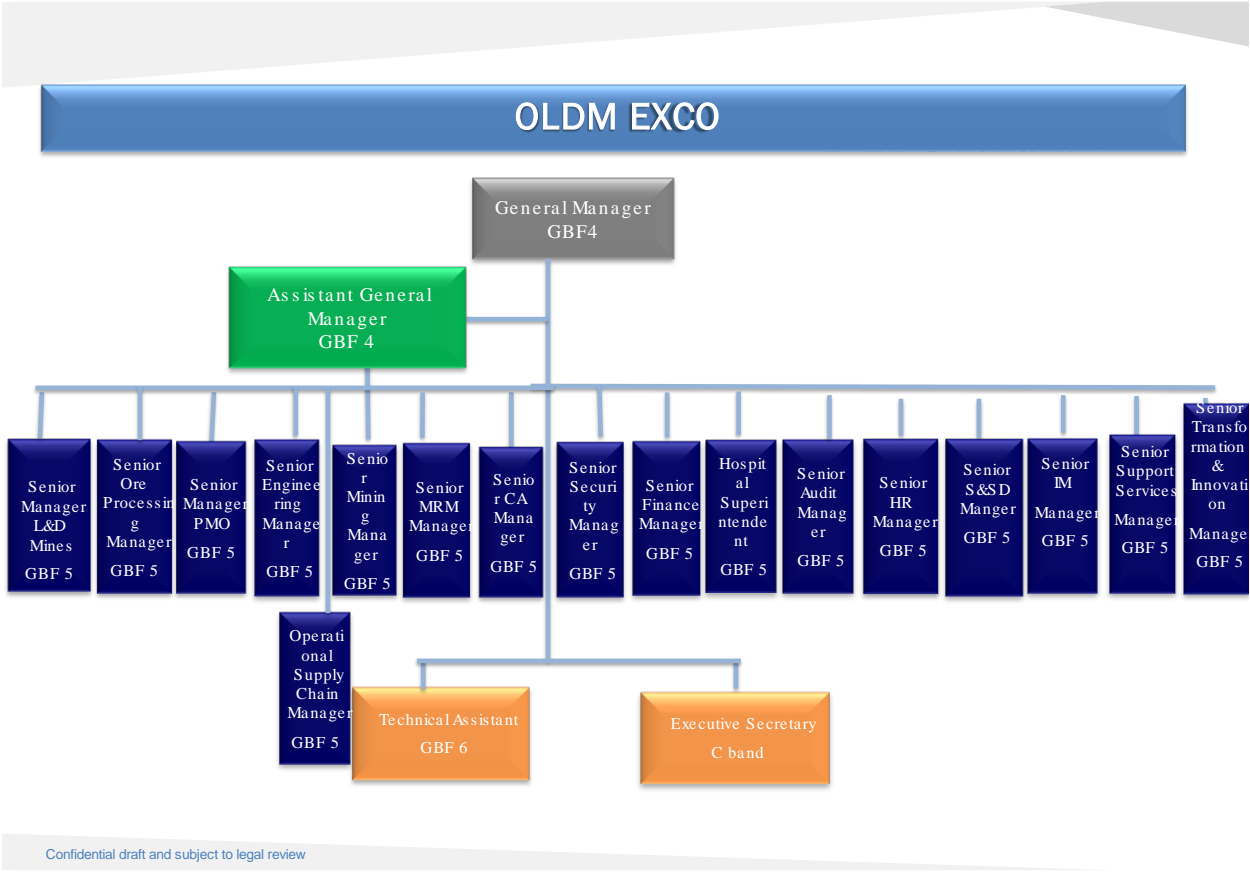 OLDM EXCO
General Manager
GBF4
Assistant General
Manager
GBF 4
Senior
Manager
L&D
Mines
GBF 5
Senior
Ore
Processin
g
Manager
GBF 5
Senior
Manager
PMO
GBF 5
Senior
Enginee
ring
Manage
r
GBF 5
Senio
r
Minin
g
Mana
ger
GBF 5
Senior
MRM
Manager
GBF 5
Senio
r CA
Mana
ger
GBF 5
Senior
Securi
ty
Manag
er
GBF 5
Senior
Finance
Manager
GBF 5
Hospit
al
Superi
ntende
nt
GBF 5
Senior
Audit
Manag
er
GBF 5
Senior
HR
Manager
GBF 5
Senior
S&SD
Manger
GBF 5
Senior
IM
Manager
GBF 5
Senior
Support
Services
Manager
GBF 5
Senior
Transfo
rmation
&
Innovati
on
Manage
GBF 5
Operati
onal
Supply
Chain
Manager
GBF 5
Technical Assistant
GBF 6
Executive Secretary
C band
Confidential draft and subject to legal review